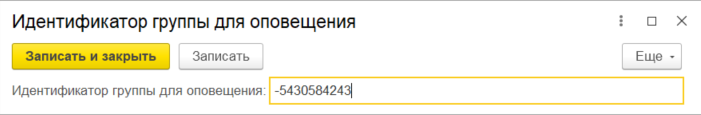 Идентификатор группы для оповещения
Записать и закрыть Записать Еще
Идентификатор группы для оповещения: -5430584243